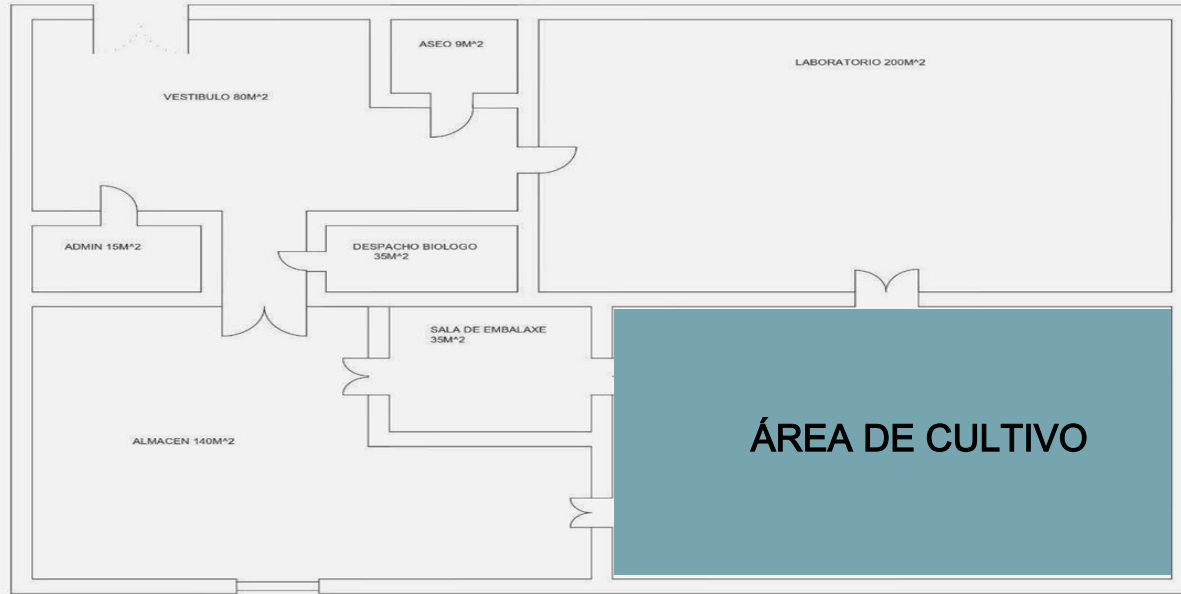 ASEO 9M^2
LABORATORIO 200M^2
VESTIBULO 80M^2
ADMIN 15M^2
DESPACHO BIOLOGO
35M^2
SALA DE EMBALAXE
35M^2
ALMACEN 140M^2
ÁREA DE CULTIVO